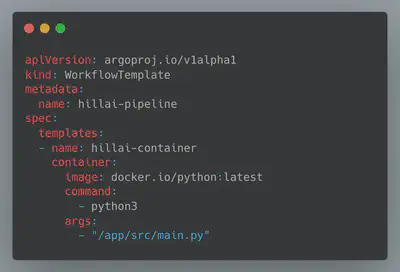 apiVersion: argoproj.io/v1alpha1
kind: WorkflowTemplate
metadata:
  name: hillai-pipeline
spec:
  templates:
  - name: hillai-container
    container:
      image: docker.io/python:latest
      command:
        - python3
      args:
        - "/app/src/main.py"